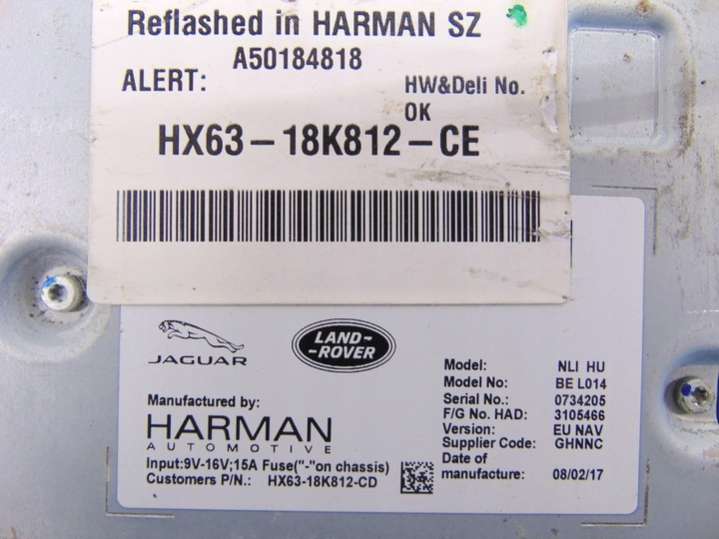 Reflashed in HARMAN SZ
A50184818
ALERT:
HW&Deli No.
OK
HX63-18K812-CE
JAGUAR
LAND-
-ROVER
Manufactured by:
HARMAN
AUTOMOTIVE
Input:9V-16V;15A Fuse("-"on chassis)
Customers P/N.: HX63-18K812-CD
Model: NLI HU
Model No.: BE L014
Serial No.: 0734205
F/G No. HAD: 3105466
Version: EU NAV
Supplier Code: GHNNC
Date of
manufacture: 08/02/17